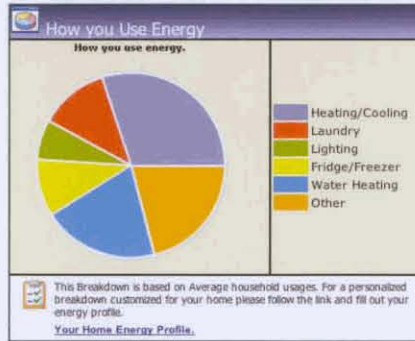 How you Use Energy
How you use energy.
Heating/Cooling
Laundry
Lighting
Fridge/Freezer
Water Heating
Other
This Breakdown is based on Average household usages. For a personalized
breakdown customized for your home please follow the link and fill out your
energy profile.
Your Home Energy Profile.